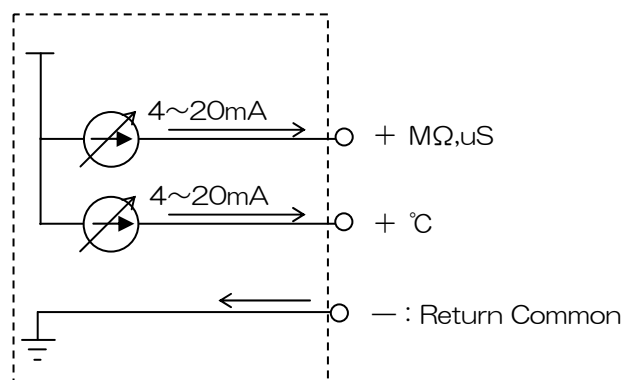 4～20mA
＋ MΩ,uS
4～20mA
＋ ℃
－：Return Common